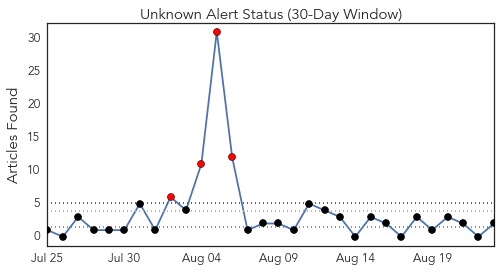 Unknown Alert Status (30-Day Window)
Articles Found
30
25
20
15
10
5
0
Jul 25 Jul 30 Aug 04 Aug 09 Aug 14 Aug 19